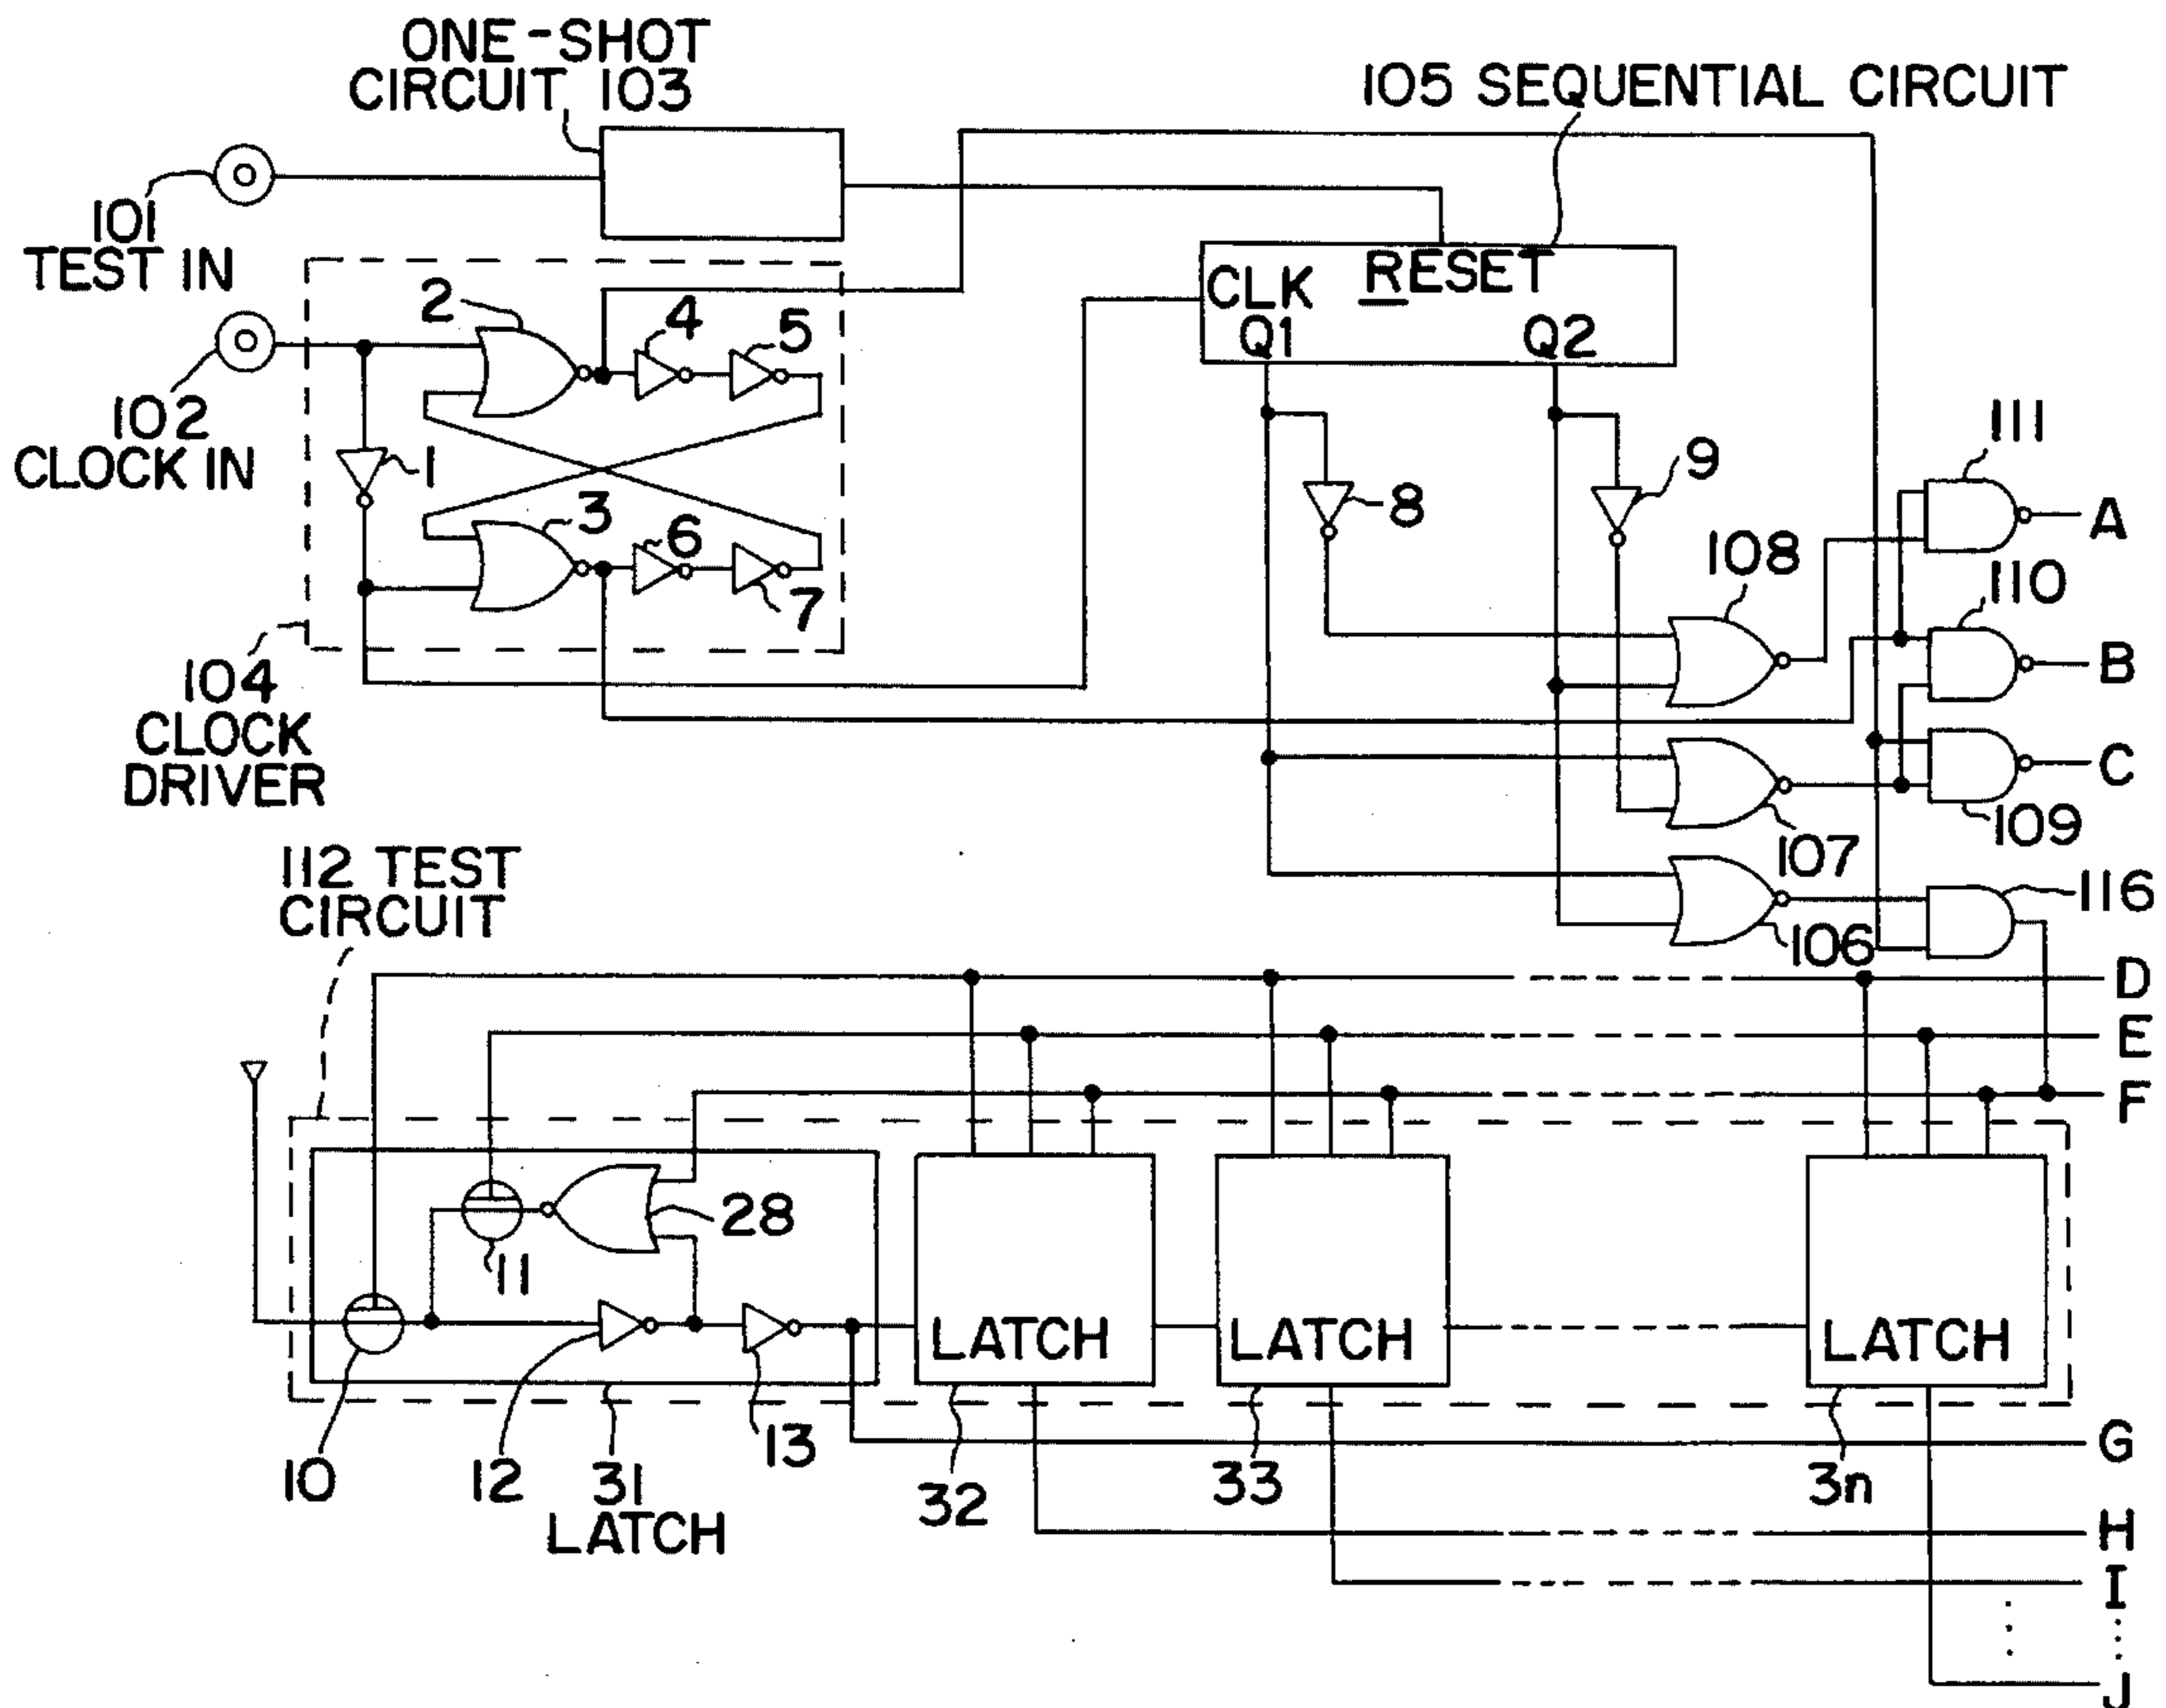 ONE-SHOT
CIRCUIT 103
105 SEQUENTIAL CIRCUIT
101
TEST IN
CLK RESET
Q1 Q2
2
4
5
102
CLOCK IN
1
3
6
7
8
9
111
A
108
110
B
104
CLOCK
DRIVER
C
109
107
112 TEST
CIRCUIT
116
106
D
E
F
28
11
LATCH
LATCH
LATCH
10
12
31
LATCH
13
32
33
3n
G
H
I
J